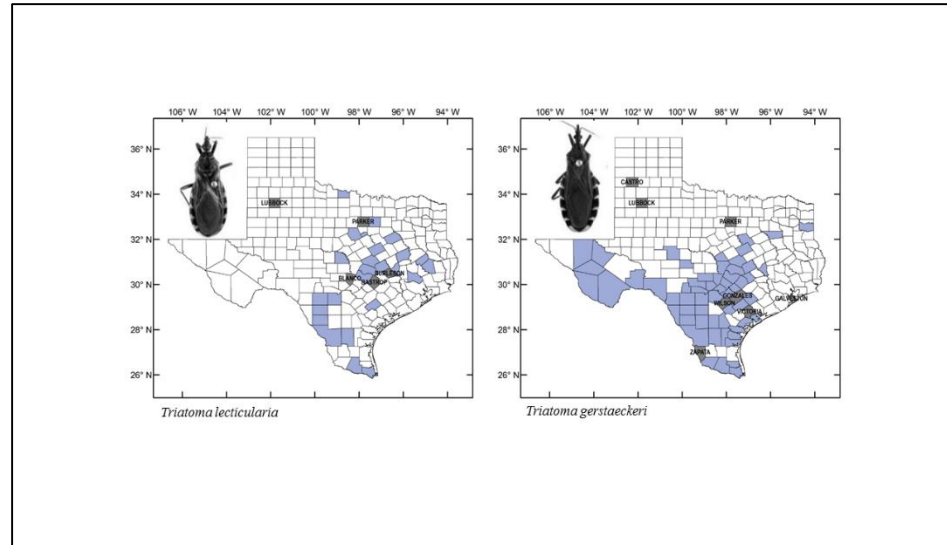 106° W 104° W 102° W 100° W 98° W 96° W 94° W
36° N
34° N
32° N
30° N
28° N
26° N
LUBBOCK
PARKER
BLANCO
BURLESON
BASTROP
Triatoma lecticularia
106° W 104° W 102° W 100° W 98° W 96° W 94° W
36° N
34° N
32° N
30° N
28° N
26° N
CASTRO
LUBBOCK
PARKER
GONZALES
WILSON
GALVESTON
VICTORIA
ZAPATA
Triatoma gerstaeckeri